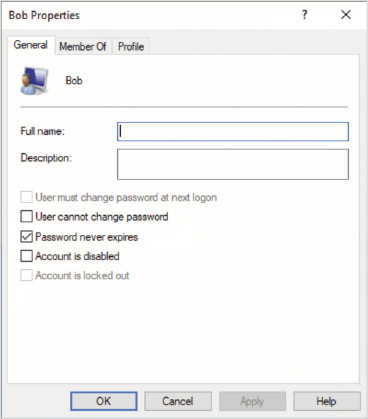 Bob Properties
?
General Member Of Profile
Bob
Full name:
Description:
User must change password at next logon
User cannot change password
Password never expires
Account is disabled
Account is locked out
OK Cancel Apply Help